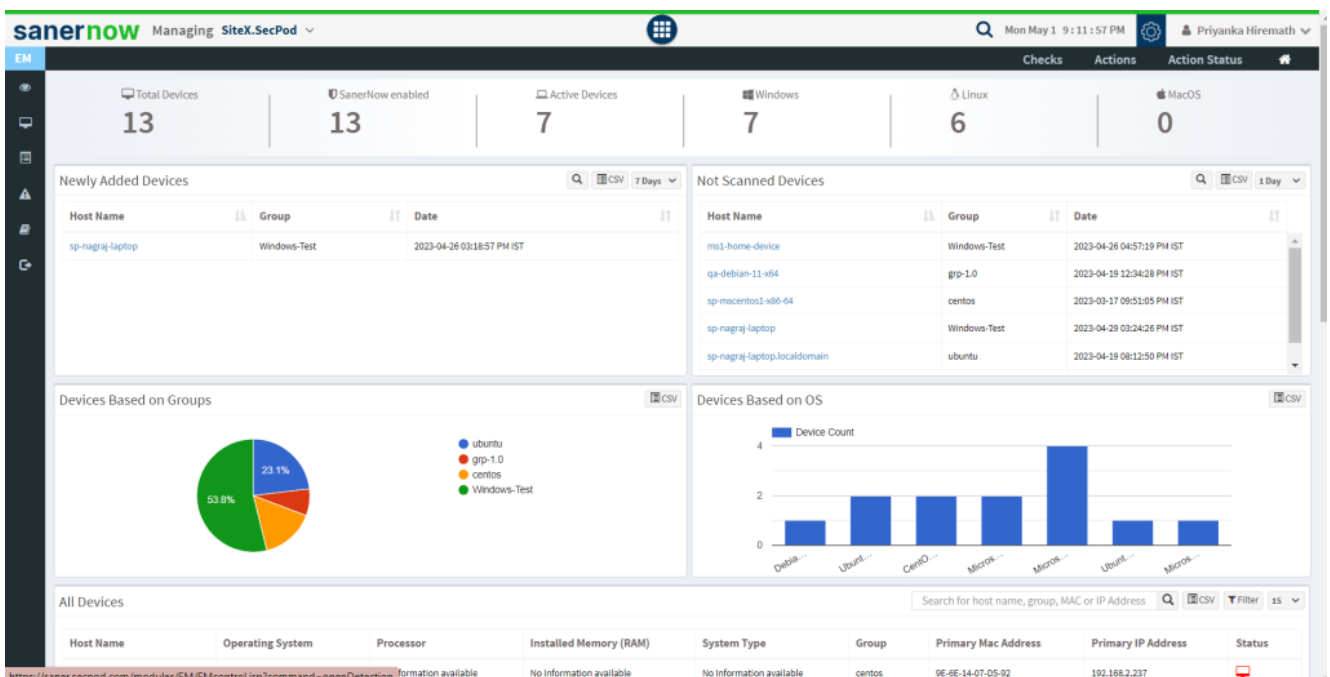 sanernow Managing SiteX.SecPod Mon May 1 9:11:57 PM Priyanka Hiremath
EM Checks Actions Action Status
Total Devices SanerNow enabled Active Devices Windows Linux MacOS
13 13 7 7 6 0
Newly Added Devices CSV 7 Days
Host Name Group Date
sp-nagraj-laptop Windows-Test 2023-04-26 03:18:57 PM IST
Not Scanned Devices CSV 1 Day
Host Name Group Date
ms1-home-device Windows-Test 2023-04-26 04:57:19 PM IST
qa-debian-11-x64 grp-1.0 2023-04-19 12:34:28 PM IST
sp-mscentos1-x86-64 centos 2023-03-17 09:51:05 PM IST
sp-nagraj-laptop Windows-Test 2023-04-29 03:24:26 PM IST
sp-nagraj-laptop.localdomain ubuntu 2023-04-19 08:12:50 PM IST
Devices Based on Groups CSV
23.1%
53.8%
ubuntu
grp-1.0
centos
Windows-Test
Devices Based on OS CSV
Device Count
4
2
0
Debia... Ubunt... CentO... Micros... Micros... Ubunt... Micros...
All Devices Search for host name, group, MAC or IP Address CSV Filter 15
Host Name Operating System Processor Installed Memory (RAM) System Type Group Primary Mac Address Primary IP Address Status
formation available No Information available No Information available centos 9E-6E-14-07-D5-92 192.168.2.237